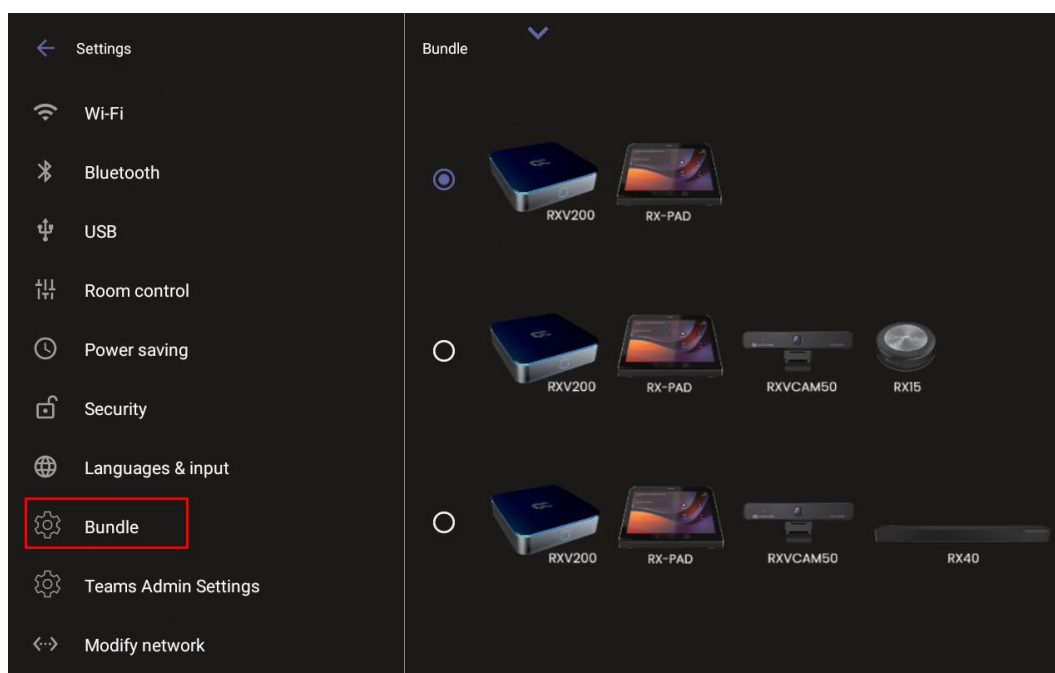 Settings
Wi-Fi
Bluetooth
USB
Room control
Power saving
Security
Languages & input
Bundle
Teams Admin Settings
Modify network
Bundle
RXV200 RX-PAD
RXV200 RX-PAD RXVCAM50 RX15
RXV200 RX-PAD RXVCAM50 RX40